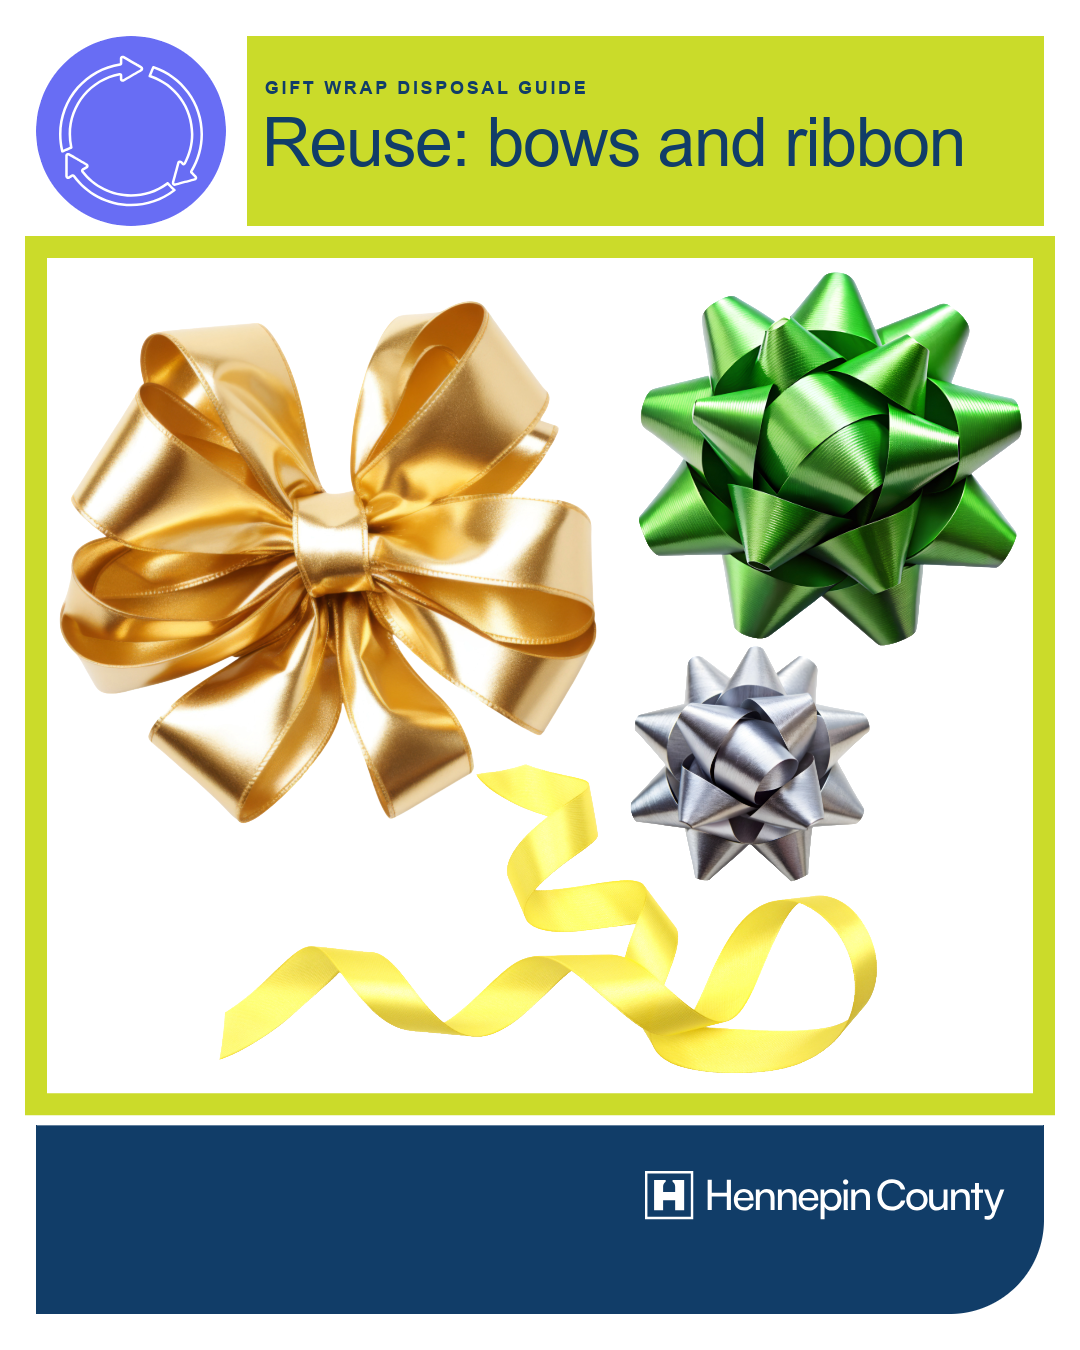 GIFT WRAP DISPOSAL GUIDE
Reuse: bows and ribbon
Hennepin County